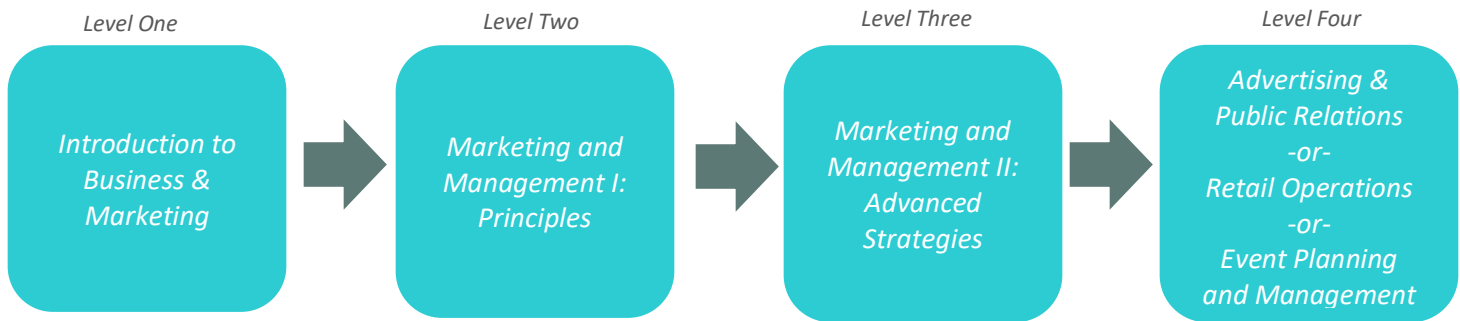 Level One
Introduction to
Business &
Marketing
Level Two
Marketing and
Management I:
Principles
Level Three
Marketing and
Management II:
Advanced
Strategies
Level Four
Advertising &
Public Relations
-or-
Retail Operations
-or-
Event Planning
and Management